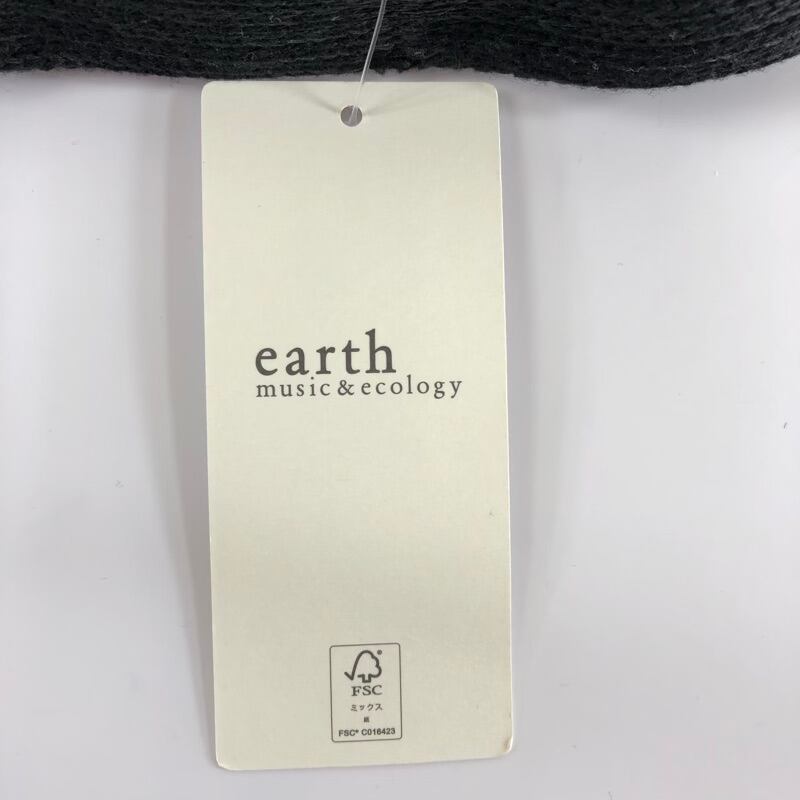 earth
music & ecology
FSC
ミックス
紙
FSC® C016423